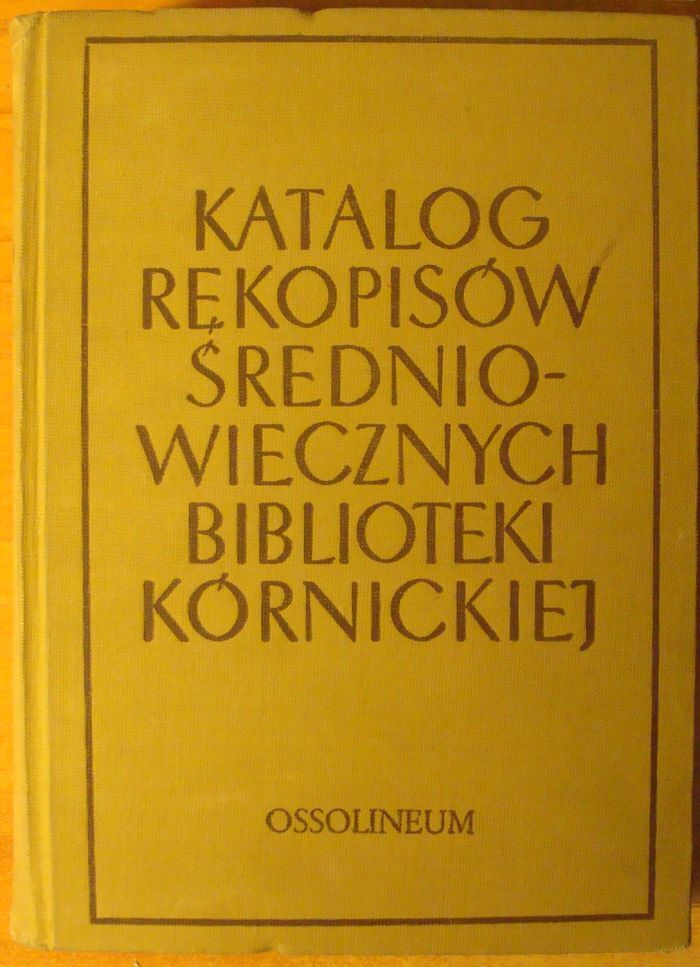 KATALOG
RĘKOPISÓW
ŚREDNIO-
WIECZNYCH
BIBLIOTEKI
KÓRNICKIEJ
OSSOLINEUM